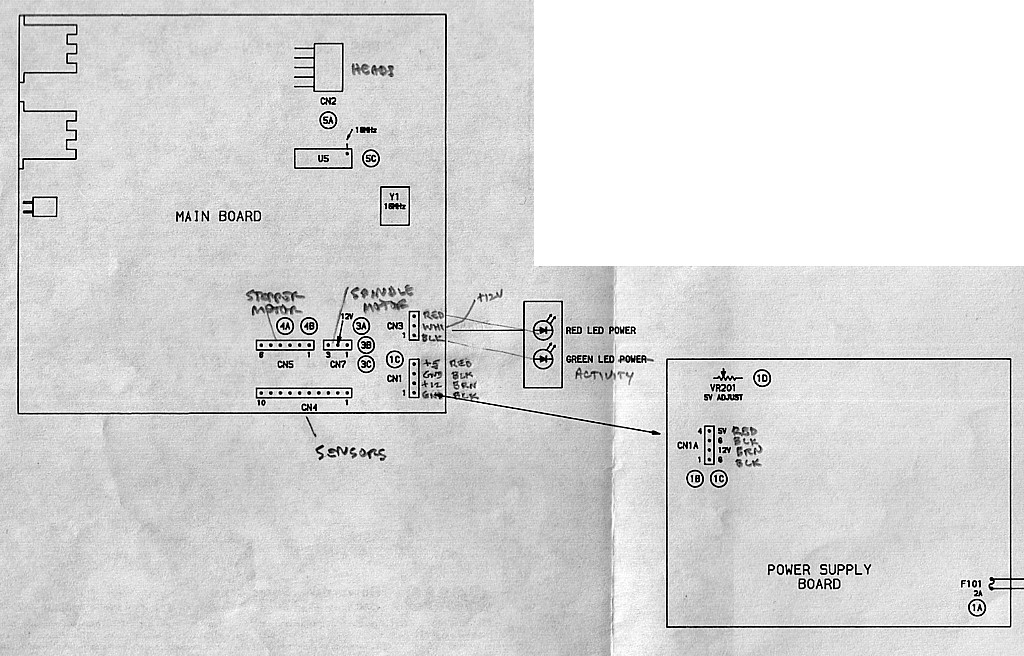 HEADS
CN2
5A
16MHz
U5
5C
Y1
16MHz
MAIN BOARD
STEPPER
MOTOR
SPINDLE
MOTOR
+12V
4A
4B
12V
3A
RED
WHI
BLK
CN3
1
RED LED POWER
6
1
CN5
3
1
CN7
3B
3C
1C
GREEN LED POWER
ACTIVITY
CN1
+5 RED
GND BLK
+12 BRN
1
GND BLK
10
1
CN4
SENSORS
VR201
5V ADJUST
1D
CN1A
4
5V RED
G BLK
12V BRN
1
G BLK
1B
1C
POWER SUPPLY
BOARD
F101
2A
1A